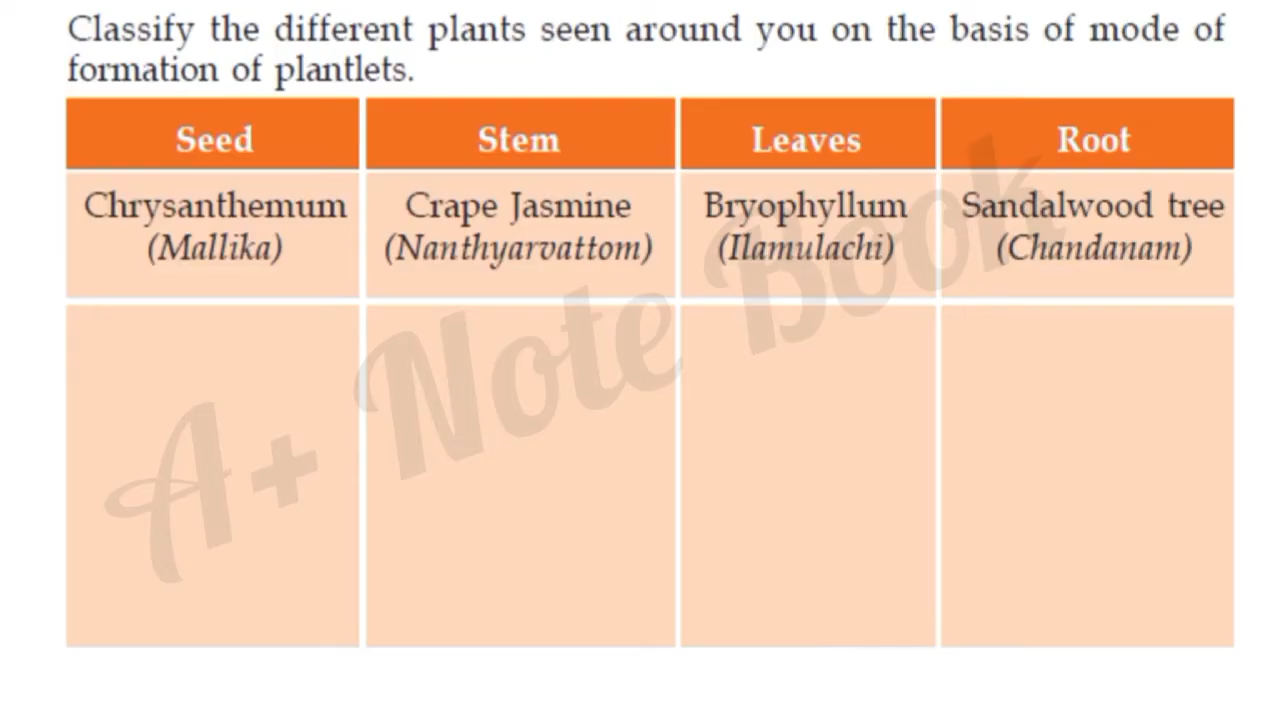 Classify the different plants seen around you on the basis of mode of
formation of plantlets.
Seed Stem Leaves Root
Chrysanthemum Crape Jasmine Bryophyllum Sandalwood tree
(Mallika) (Nanthyarvattom) (Ilamulachi) (Chandanam)
A+ Note Book